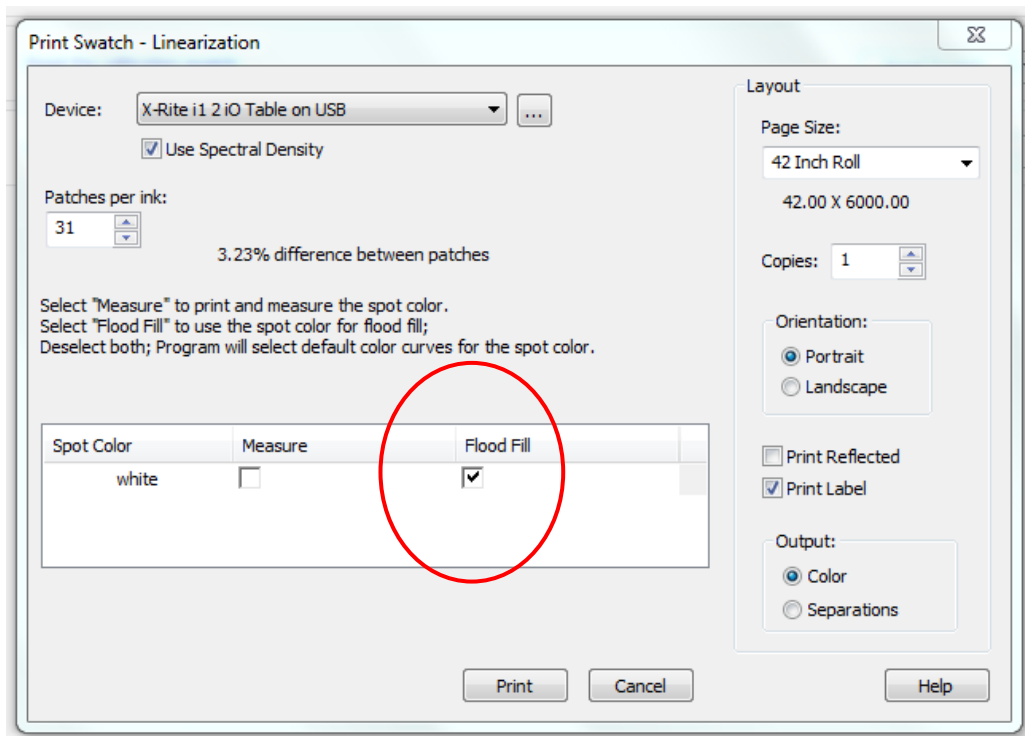 Print Swatch - Linearization
Device:
X-Rite i1 2 iO Table on USB
...
Use Spectral Density
Patches per ink:
31
3.23% difference between patches
Select "Measure" to print and measure the spot color.
Select "Flood Fill" to use the spot color for flood fill;
Deselect both; Program will select default color curves for the spot color.
Spot Color Measure Flood Fill
white
Print Cancel
Layout
Page Size:
42 Inch Roll
42.00 X 6000.00
Copies: 1
Orientation:
Portrait
Landscape
Print Reflected
Print Label
Output:
Color
Separations
Help